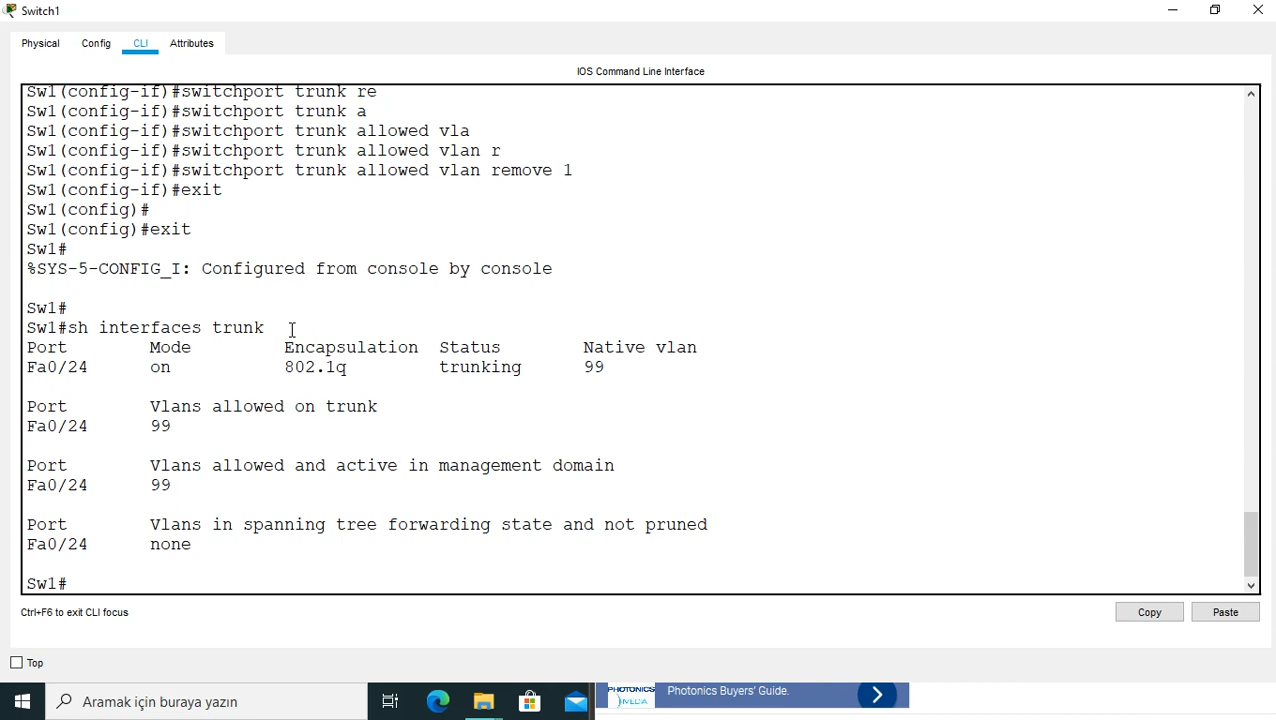 Switch1
Physical Config CLI Attributes
IOS Command Line Interface
Sw1(config-if)#switchport trunk re
Sw1(config-if)#switchport trunk a
Sw1(config-if)#switchport trunk allowed vla
Sw1(config-if)#switchport trunk allowed vlan r
Sw1(config-if)#switchport trunk allowed vlan remove 1
Sw1(config-if)#exit
Sw1(config)#
Sw1(config)#exit
Sw1#
%SYS-5-CONFIG_I: Configured from console by console
Sw1#
Sw1#sh interfaces trunk
Port Mode Encapsulation Status Native vlan
Fa0/24 on 802.1q trunking 99
Port Vlans allowed on trunk
Fa0/24 99
Port Vlans allowed and active in management domain
Fa0/24 99
Port Vlans in spanning tree forwarding state and not pruned
Fa0/24 none
Sw1#
Ctrl+F6 to exit CLI focus
Copy Paste
Top
Aramak için buraya yazın
PHOTONICS
MEDIA
Photonics Buyers' Guide.